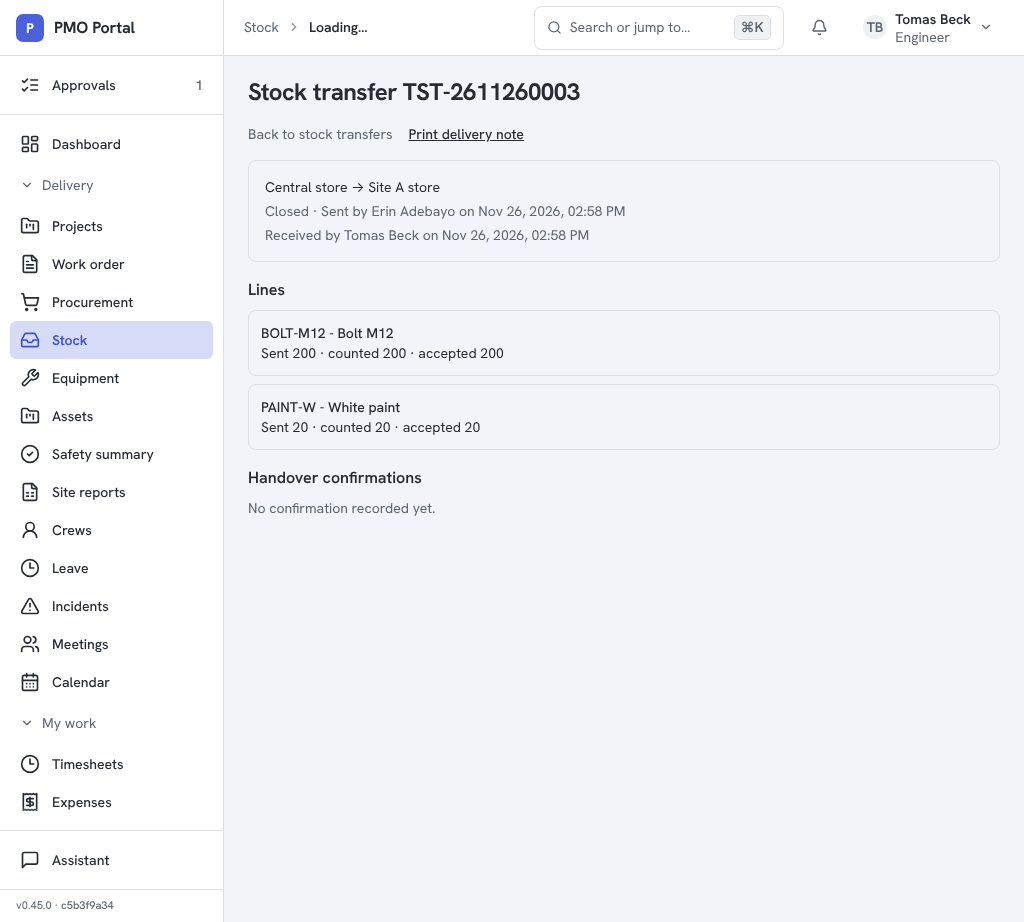 P PMO Portal
Stock > Loading...
Search or jump to... ⌘K
TB Tomas Beck
Engineer
Approvals 1
Dashboard
Delivery
Projects
Work order
Procurement
Stock
Equipment
Assets
Safety summary
Site reports
Crews
Leave
Incidents
Meetings
Calendar
My work
Timesheets
Expenses
Assistant
v0.45.0 · c5b3f9a34
Stock transfer TST-2611260003
Back to stock transfers Print delivery note
Central store → Site A store
Closed · Sent by Erin Adebayo on Nov 26, 2026, 02:58 PM
Received by Tomas Beck on Nov 26, 2026, 02:58 PM
Lines
BOLT-M12 - Bolt M12
Sent 200 · counted 200 · accepted 200
PAINT-W - White paint
Sent 20 · counted 20 · accepted 20
Handover confirmations
No confirmation recorded yet.